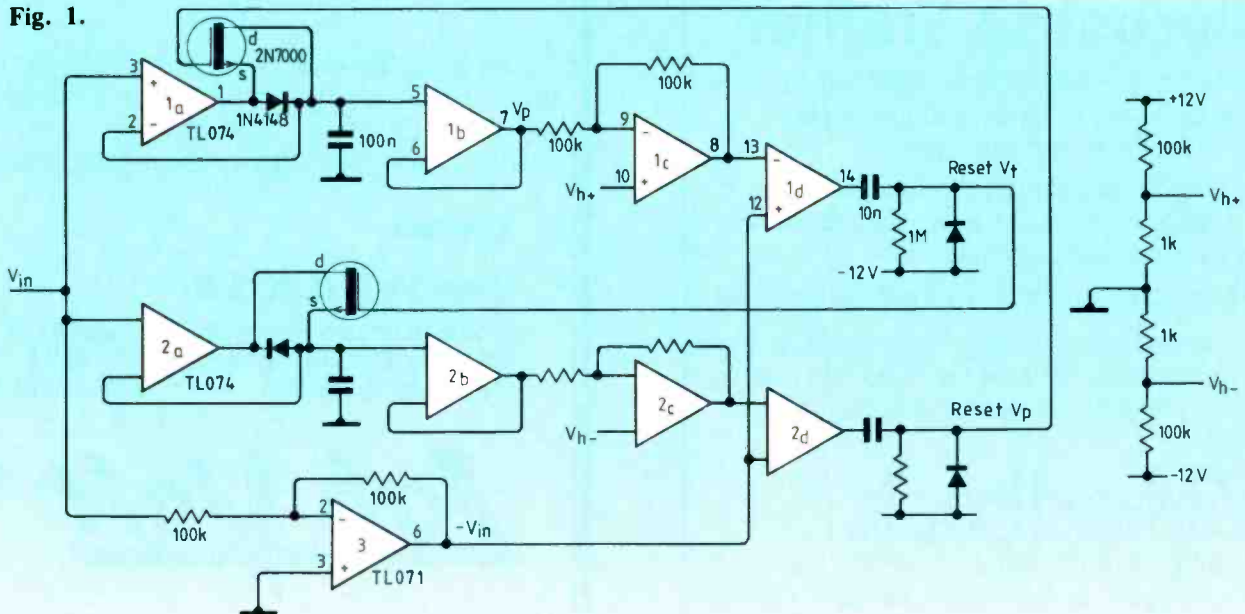 Fig. 1.
d
2N7000
s
3
+
1a
1
2
-
TL074
1N4148
100n
5
1b
7
6
Vp
100k
100k
9
-
1c
8
10
+
Vh+
13
-
1d
14
12
+
10n
Reset Vt
1M
-12V
+12V
100k
Vh+
1k
1k
Vh-
100k
-12V
Vin
d
s
2a
TL074
2b
2c
Vh-
2d
Reset Vp
100k
100k
2
-
3
6
3
+
TL071
-Vin